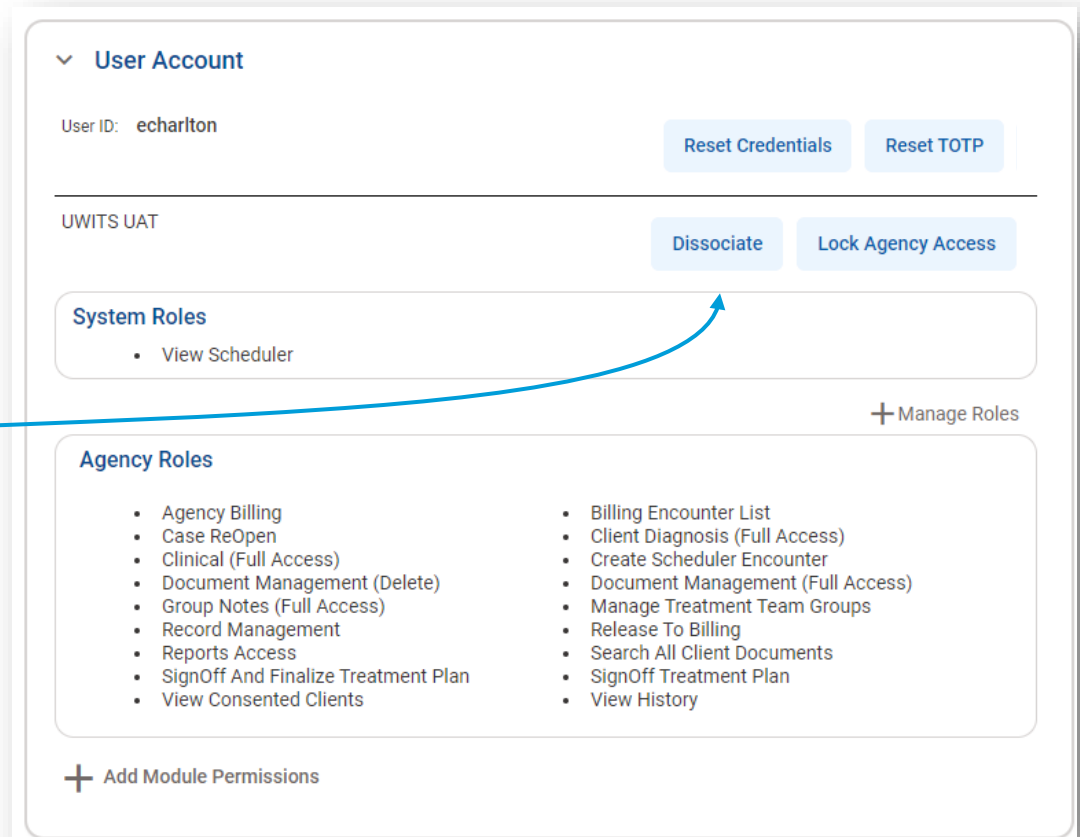 User Account
User ID: echarlton
Reset Credentials Reset TOTP
UWITS UAT
Dissociate Lock Agency Access
System Roles
• View Scheduler
Manage Roles
Agency Roles
• Agency Billing
• Case ReOpen
• Clinical (Full Access)
• Document Management (Delete)
• Group Notes (Full Access)
• Record Management
• Reports Access
• SignOff And Finalize Treatment Plan
• View Consented Clients
• Billing Encounter List
• Client Diagnosis (Full Access)
• Create Scheduler Encounter
• Document Management (Full Access)
• Manage Treatment Team Groups
• Release To Billing
• Search All Client Documents
• SignOff Treatment Plan
• View History
Add Module Permissions